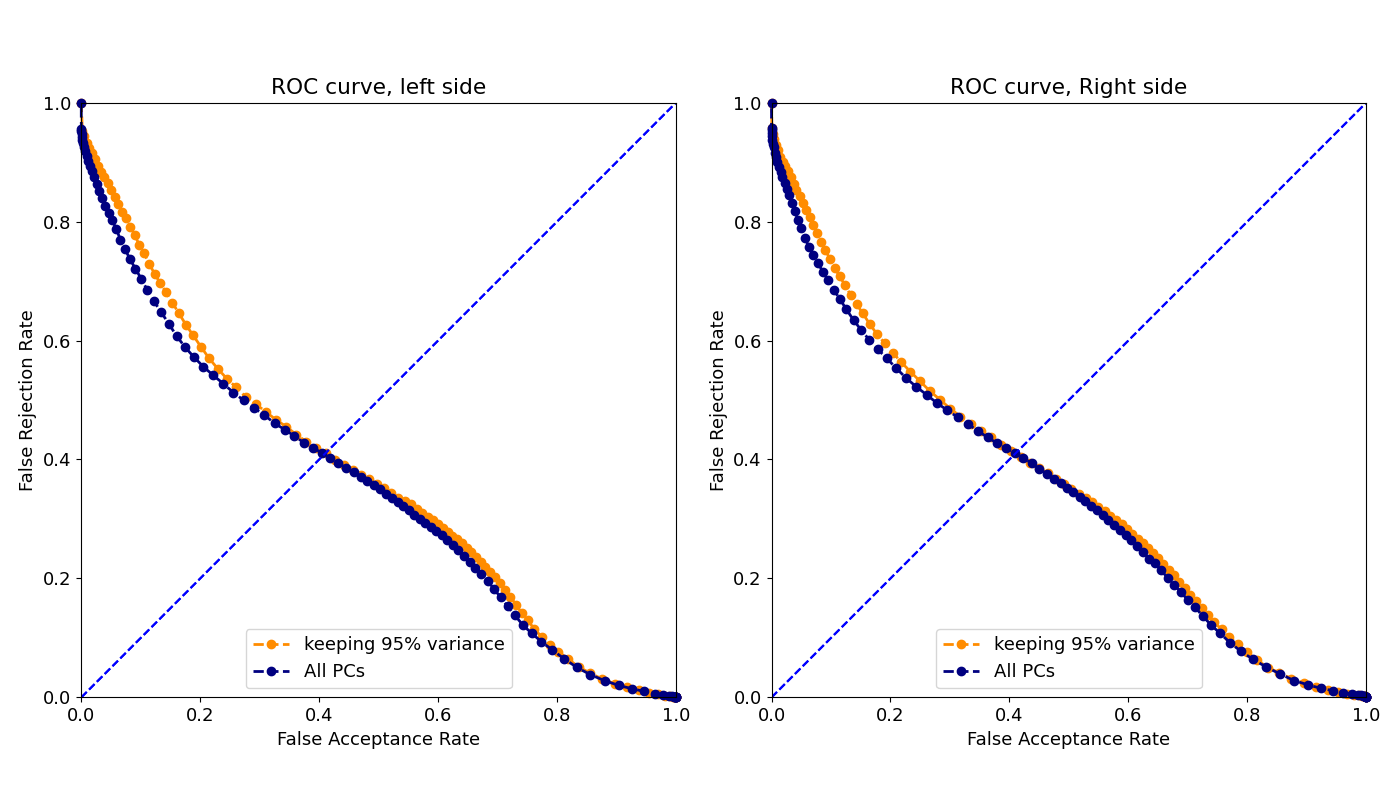 ROC curve, left side
1.0
0.8
0.6
0.4
0.2
0.0
False Rejection Rate
keeping 95% variance
All PCs
0.0 0.2 0.4 0.6 0.8 1.0
False Acceptance Rate
ROC curve, Right side
1.0
0.8
0.6
0.4
0.2
0.0
False Rejection Rate
keeping 95% variance
All PCs
0.0 0.2 0.4 0.6 0.8 1.0
False Acceptance Rate